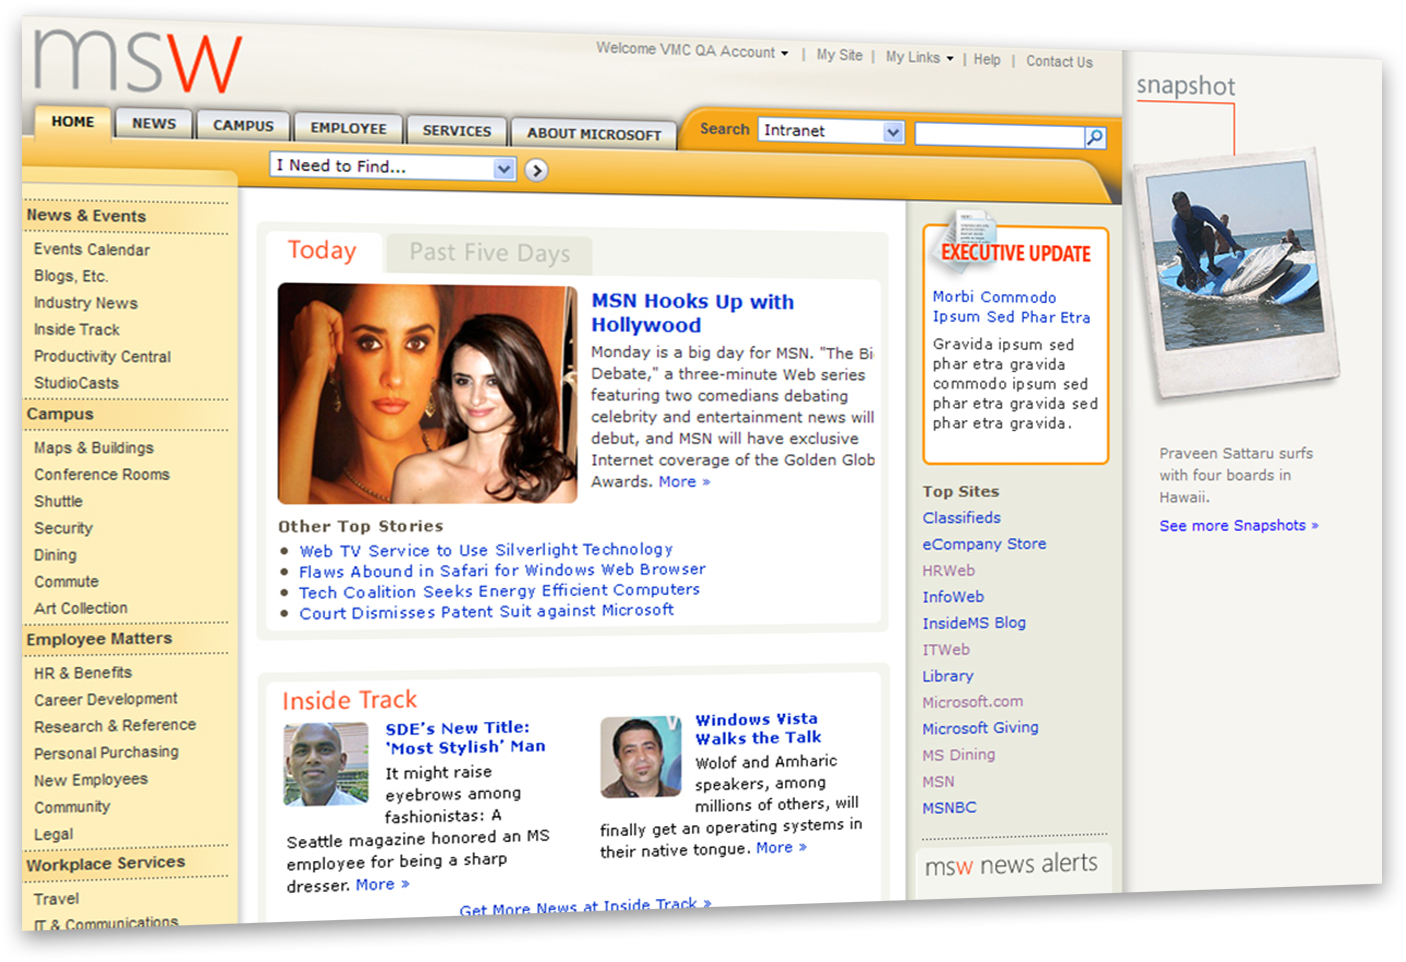 msw
Welcome VMC QA Account | My Site | My Links | Help | Contact Us
HOME
NEWS
CAMPUS
EMPLOYEE
SERVICES
ABOUT MICROSOFT
Search
Intranet
I Need to Find...
News & Events
Events Calendar
Blogs, Etc.
Industry News
Inside Track
Productivity Central
StudioCasts
Campus
Maps & Buildings
Conference Rooms
Shuttle
Security
Dining
Commute
Art Collection
Employee Matters
HR & Benefits
Career Development
Research & Reference
Personal Purchasing
New Employees
Community
Legal
Workplace Services
Travel
IT & Communications
Today
Past Five Days
MSN Hooks Up with
Hollywood
Monday is a big day for MSN. "The Bi
Debate," a three-minute Web series
featuring two comedians debating
celebrity and entertainment news will
debut, and MSN will have exclusive
Internet coverage of the Golden Glob
Awards. More »
Other Top Stories
• Web TV Service to Use Silverlight Technology
• Flaws Abound in Safari for Windows Web Browser
• Tech Coalition Seeks Energy Efficient Computers
• Court Dismisses Patent Suit against Microsoft
Inside Track
SDE's New Title:
'Most Stylish' Man
It might raise
eyebrows among
fashionistas: A
Seattle magazine honored an MS
employee for being a sharp
dresser. More »
Windows Vista
Walks the Talk
Wolof and Amharic
speakers, among
millions of others, will
finally get an operating systems in
their native tongue. More »
Get More News at Inside Track »
EXECUTIVE UPDATE
Morbi Commodo
Ipsum Sed Phar Etra
Gravida ipsum sed
phar etra gravida
commodo ipsum sed
phar etra gravida sed
phar etra gravida.
Top Sites
Classifieds
eCompany Store
HRWeb
InfoWeb
InsideMS Blog
ITWeb
Library
Microsoft.com
Microsoft Giving
MS Dining
MSN
MSNBC
msw news alerts
snapshot
Praveen Sattaru surfs
with four boards in
Hawaii.
See more Snapshots »